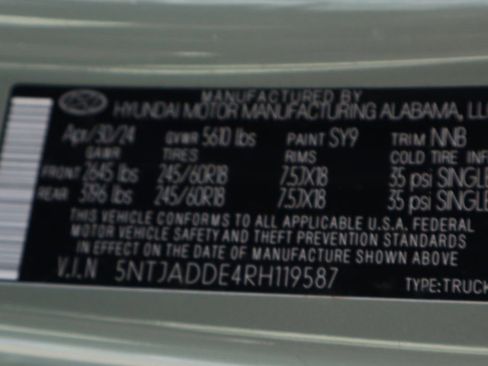 MANUFACTURED BY
HYUNDAI MOTOR MANUFACTURING ALABAMA, LL
Apr/30/24 GVWR 5610 lbs PAINT SY9 TRIM NNB
GAWR TIRES RIMS COLD TIRE INF
FRONT 2645 lbs 245/60R18 7.5JX18 35 psi SINGLE
REAR 3196 lbs 245/60R18 7.5JX18 35 psi SINGLE
THIS VEHICLE CONFORMS TO ALL APPLICABLE U.S.A. FEDERAL
MOTOR VEHICLE SAFETY AND THEFT PREVENTION STANDARDS
IN EFFECT ON THE DATE OF MANUFACTURE SHOWN ABOVE
V.I.N 5NTJADDE4RH119587 TYPE:TRUCK